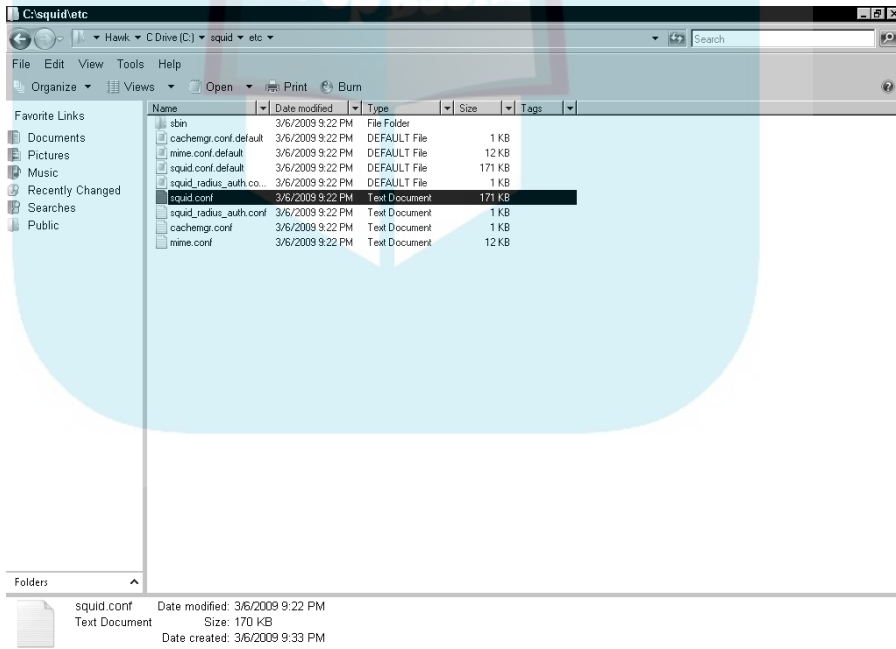 C:\squid\etc
Hawk C Drive (C:) squid etc
Search
File Edit View Tools Help
Organize Views Open Print Burn
Favorite Links
Documents
Pictures
Music
Recently Changed
Searches
Public
Name Date modified Type Size Tags
sbin 3/6/2009 9:22 PM File Folder
cachemgr.conf.default 3/6/2009 9:22 PM DEFAULT File 1 KB
mime.conf.default 3/6/2009 9:22 PM DEFAULT File 12 KB
squid.conf.default 3/6/2009 9:22 PM DEFAULT File 171 KB
squid_radius_auth.co... 3/6/2009 9:22 PM DEFAULT File 1 KB
squid.conf 3/6/2009 9:22 PM Text Document 171 KB
squid_radius_auth.conf 3/6/2009 9:22 PM Text Document 1 KB
cachemgr.conf 3/6/2009 9:22 PM Text Document 1 KB
mime.conf 3/6/2009 9:22 PM Text Document 12 KB
Folders
squid.conf Date modified: 3/6/2009 9:22 PM
Text Document Size: 170 KB
Date created: 3/6/2009 9:33 PM